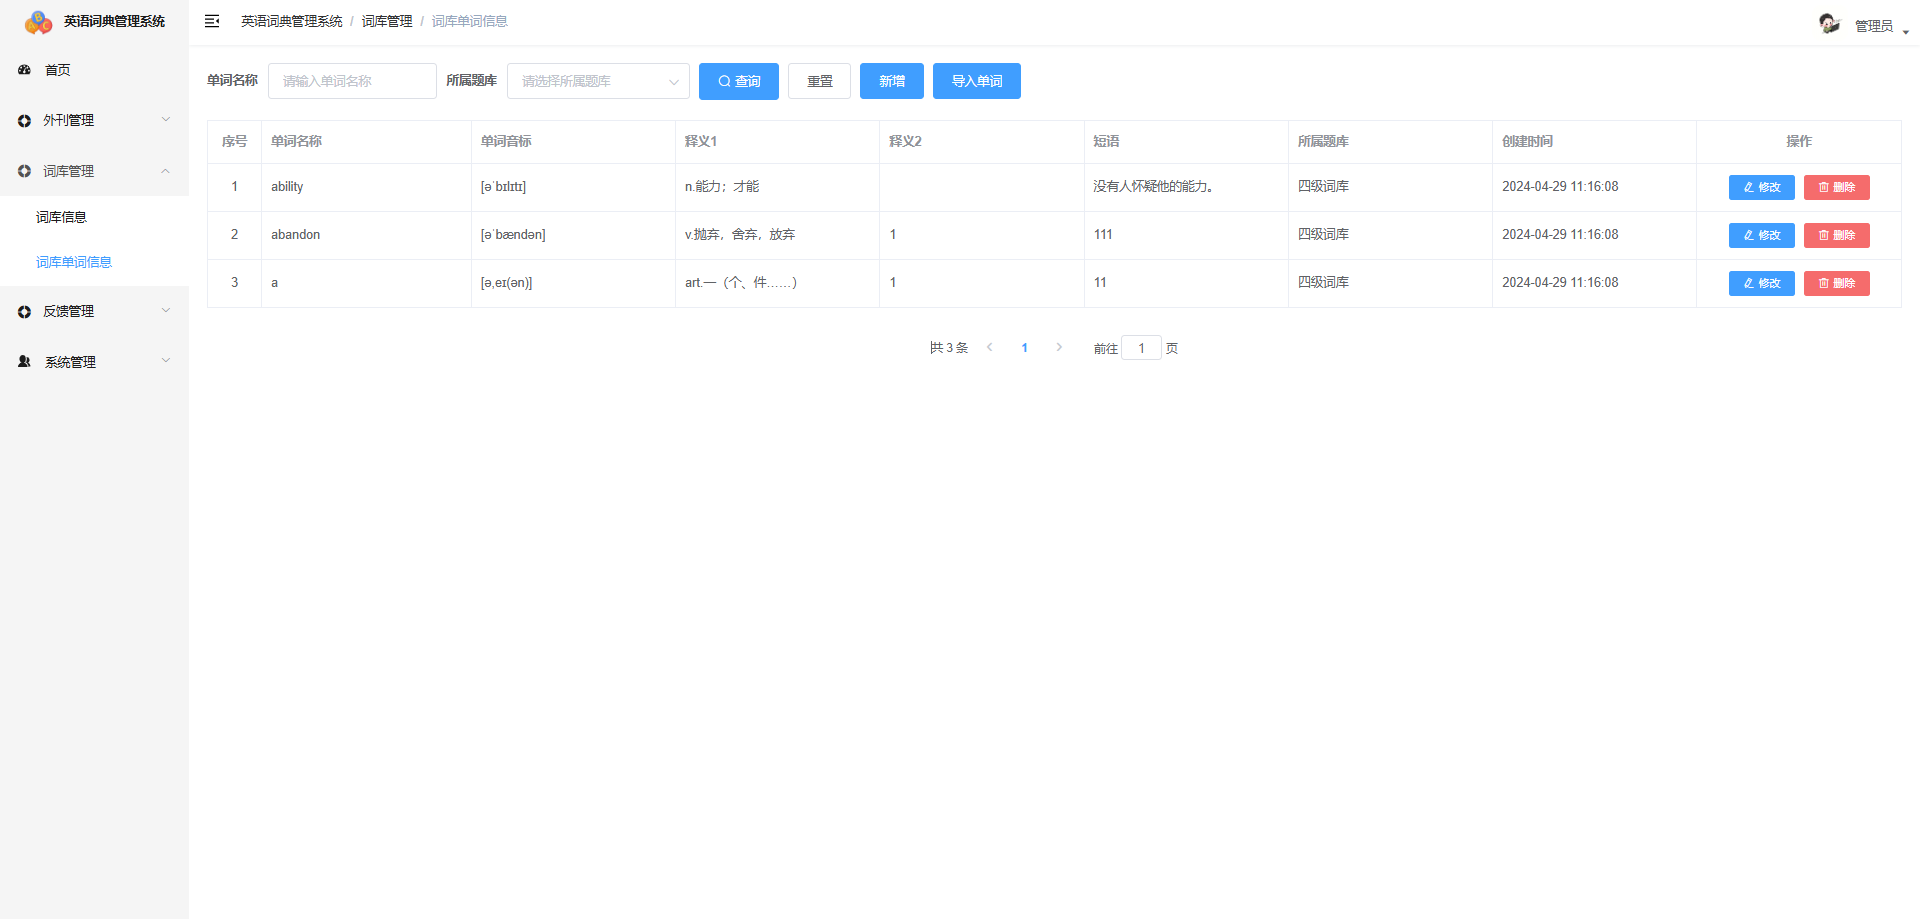 英语词典管理系统
首页
外刊管理
词库管理
词库信息
词库单词信息
反馈管理
系统管理
英语词典管理系统 / 词库管理 / 词库单词信息
管理员
单词名称 请输入单词名称 所属题库 请选择所属题库 查询 重置 新增 导入单词
序号 单词名称 单词音标 释义1 释义2 短语 所属题库 创建时间 操作
1 ability [əˈbɪlɪtɪ] n.能力；才能 没有人怀疑他的能力。 四级词库 2024-04-29 11:16:08 修改 删除
2 abandon [əˈbændən] v.抛弃，舍弃，放弃 1 111 四级词库 2024-04-29 11:16:08 修改 删除
3 a [ə,eɪ(ən)] art.一（个、件……） 1 11 四级词库 2024-04-29 11:16:08 修改 删除
共 3 条 1 前往 1 页